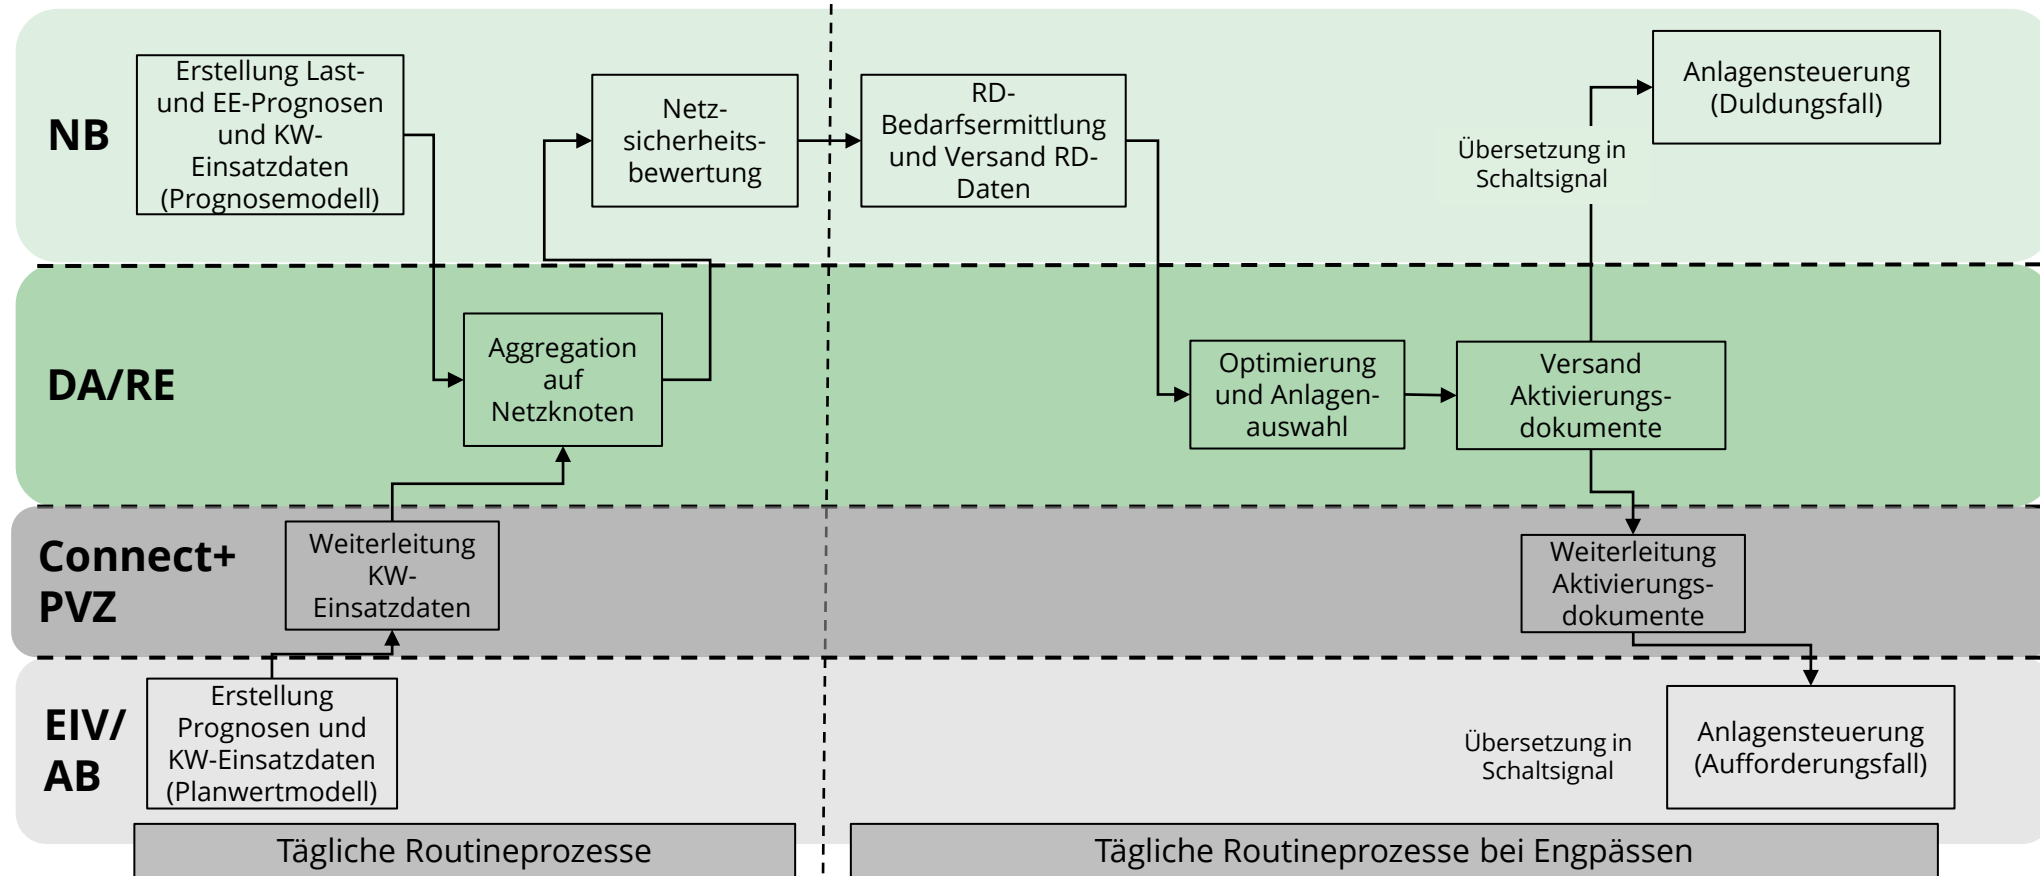 NB
Erstellung Last-
und EE-Prognosen
und KW-
Einsatzdaten
(Prognosemodell)
Netz-
sicherheits-
bewertung
RD-
Bedarfsermittlung
und Versand RD-
Daten
Übersetzung in
Schaltsignal
Anlagensteuerung
(Duldungsfall)
DA/RE
Aggregation
auf
Netzknoten
Optimierung
und Anlagen-
auswahl
Versand
Aktivierungs-
dokumente
Connect+
PVZ
Weiterleitung
KW-
Einsatzdaten
Weiterleitung
Aktivierungs-
dokumente
EIV/
AB
Erstellung
Prognosen und
KW-Einsatzdaten
(Planwertmodell)
Übersetzung in
Schaltsignal
Anlagensteuerung
(Aufforderungsfall)
Tägliche Routineprozesse
Tägliche Routineprozesse bei Engpässen